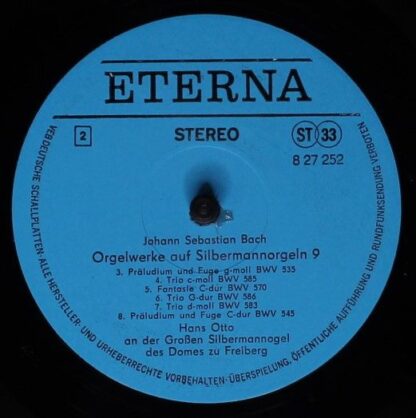 ETERNA
2
STEREO
ST 33
8 27 252
Johann Sebastian Bach
Orgelwerke auf Silbermannorgeln 9
3. Präludium und Fuge g-moll BWV 535
4. Trio c-moll BWV 585
5. Fantasie C-dur BWV 570
6. Trio G-dur BWV 586
7. Trio d-moll BWV 583
8. Präludium und Fuge C-dur BWV 545
Hans Otto
an der Großen Silbermannogel
des Domes zu Freiberg
VEB DEUTSCHE SCHALLPLATTEN · ALLE HERSTELLER- UND URHEBERRECHTE VORBEHALTEN · ÜBERSPIELUNG, ÖFFENTLICHE AUFFÜHRUNG UND RUNDFUNKSENDUNG VERBOTEN